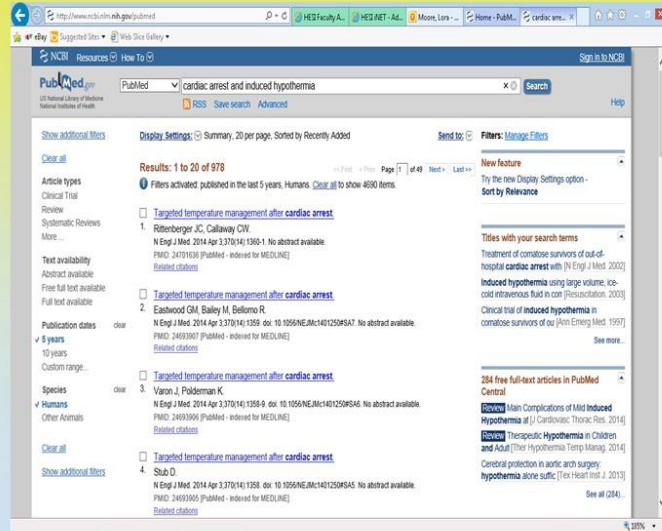 http://www.ncbi.nlm.nih.gov/pubmed
HESI Faculty A...
HESI iNET - Ad...
Moore, Lora - ...
Home - PubM...
cardiac arre... ×
eBay
Suggested Sites ▾
Web Slice Gallery ▾
NCBI Resources How To
Sign in to NCBI
PubMed.gov
US National Library of Medicine
National Institutes of Health
PubMed
cardiac arrest and induced hypothermia
Search
RSS Save search Advanced
Help
Show additional filters
Clear all
Article types
Clinical Trial
Review
Systematic Reviews
More ...
Text availability
Abstract available
Free full text available
Full text available
Publication dates clear
✓ 5 years
10 years
Custom range...
Species clear
✓ Humans
Other Animals
Clear all
Show additional filters
Display Settings: Summary, 20 per page, Sorted by Recently Added
Send to:
Results: 1 to 20 of 978
<< First < Prev Page 1 of 49 Next > Last >>
Filters activated: published in the last 5 years, Humans. Clear all to show 4690 items.
Targeted temperature management after cardiac arrest.
1. Rittenberger JC, Callaway CW.
N Engl J Med. 2014 Apr 3;370(14):1360-1. No abstract available.
PMID: 24701636 [PubMed - indexed for MEDLINE]
Related citations
Targeted temperature management after cardiac arrest.
2. Eastwood GM, Bailey M, Bellomo R.
N Engl J Med. 2014 Apr 3;370(14):1359. doi: 10.1056/NEJMc1401250#SA7. No abstract available.
PMID: 24693907 [PubMed - indexed for MEDLINE]
Related citations
Targeted temperature management after cardiac arrest.
3. Varon J, Polderman K.
N Engl J Med. 2014 Apr 3;370(14):1358-9. doi: 10.1056/NEJMc1401250#SA6. No abstract available.
PMID: 24693906 [PubMed - indexed for MEDLINE]
Related citations
Targeted temperature management after cardiac arrest.
4. Stub D.
N Engl J Med. 2014 Apr 3;370(14):1358. doi: 10.1056/NEJMc1401250#SA5. No abstract available.
PMID: 24693905 [PubMed - indexed for MEDLINE]
Related citations
Filters: Manage Filters
New feature
Try the new Display Settings option -
Sort by Relevance
Titles with your search terms
Treatment of comatose survivors of out-of-
hospital cardiac arrest with [N Engl J Med. 2002]
Induced hypothermia using large volume, ice-
cold intravenous fluid in com [Resuscitation. 2003]
Clinical trial of induced hypothermia in
comatose survivors of ou [Ann Emerg Med. 1997]
See more...
284 free full-text articles in PubMed
Central
Review Main Complications of Mild Induced
Hypothermia at [J Cardiovasc Thorac Res. 2014]
Review Therapeutic Hypothermia in Children
and Adult [Ther Hypothermia Temp Manag. 2014]
Cerebral protection in aortic arch surgery:
hypothermia alone suffic [Tex Heart Inst J. 2013]
See all (284)...